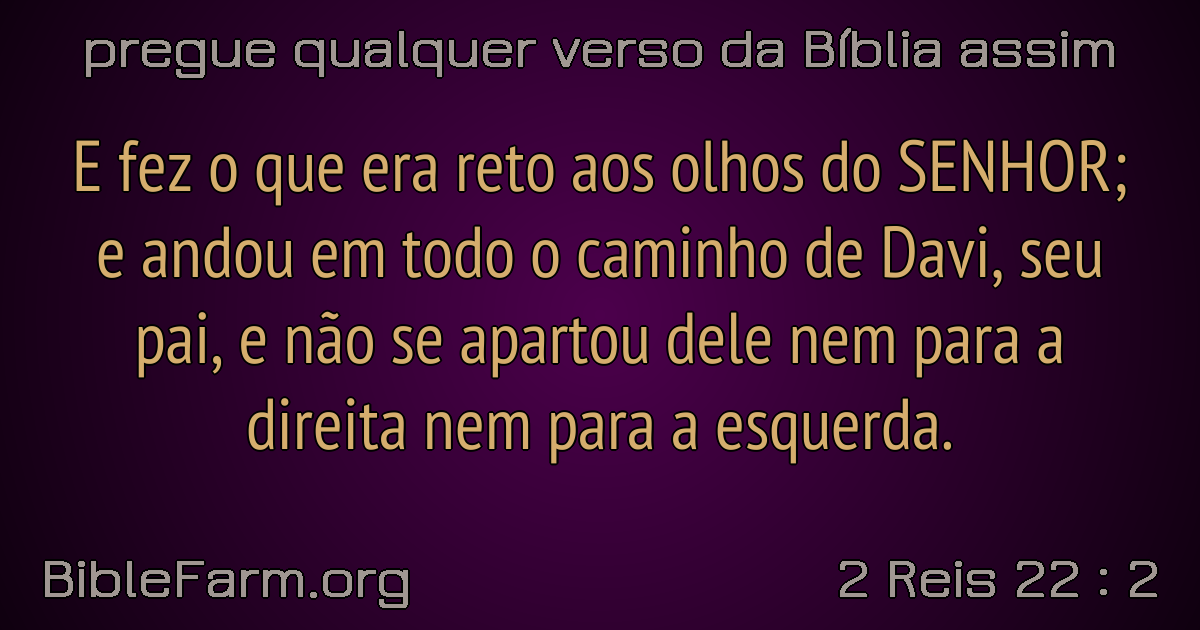 pregue qualquer verso da Bíblia assim
E fez o que era reto aos olhos do SENHOR;
e andou em todo o caminho de Davi, seu
pai, e não se apartou dele nem para a
direita nem para a esquerda.
BibleFarm.org
2 Reis 22 : 2